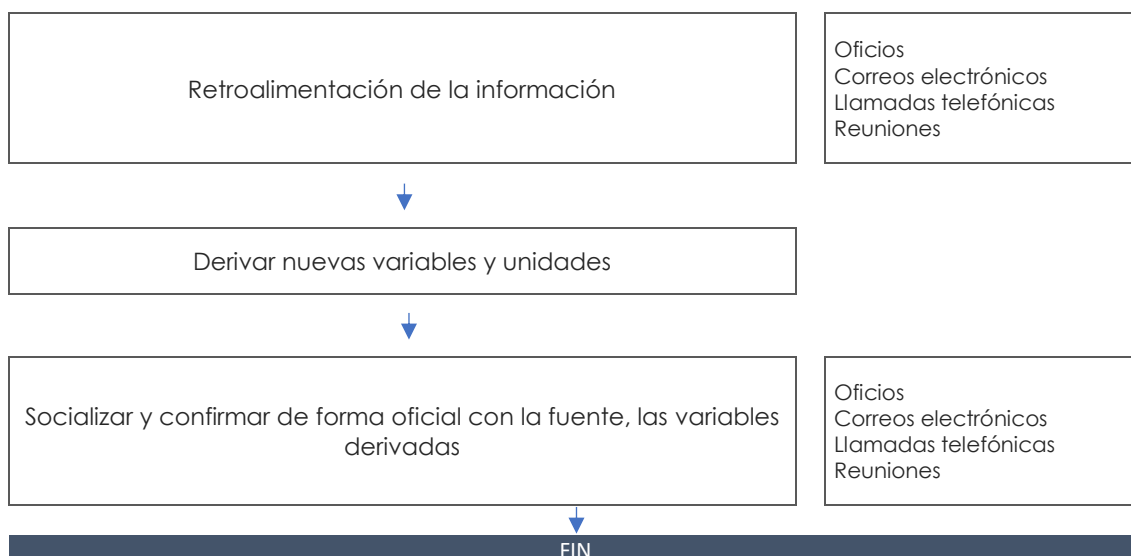 Retroalimentación de la información
Oficios
Correos electrónicos
Llamadas telefónicas
Reuniones
Derivar nuevas variables y unidades
Socializar y confirmar de forma oficial con la fuente, las variables
derivadas
Oficios
Correos electrónicos
Llamadas telefónicas
Reuniones
FIN